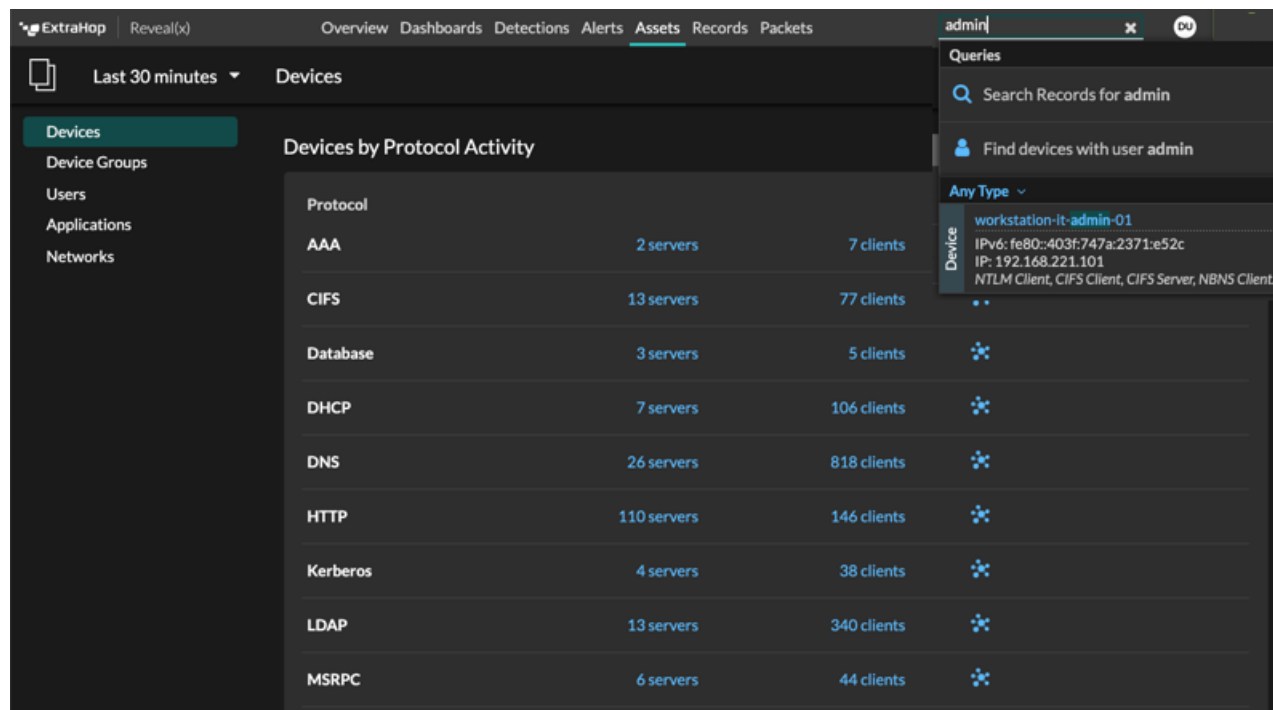 ExtraHop Reveal(x) Overview Dashboards Detections Alerts Assets Records Packets admin DU
Last 30 minutes Devices
Queries
Search Records for admin
Find devices with user admin
Any Type
Device
workstation-it-admin-01
IPv6: fe80::403f:747a:2371:e52c
IP: 192.168.221.101
NTLM Client, CIFS Client, CIFS Server, NBNS Client
Devices
Device Groups
Users
Applications
Networks
Devices by Protocol Activity
Protocol
AAA 2 servers 7 clients
CIFS 13 servers 77 clients
Database 3 servers 5 clients
DHCP 7 servers 106 clients
DNS 26 servers 818 clients
HTTP 110 servers 146 clients
Kerberos 4 servers 38 clients
LDAP 13 servers 340 clients
MSRPC 6 servers 44 clients